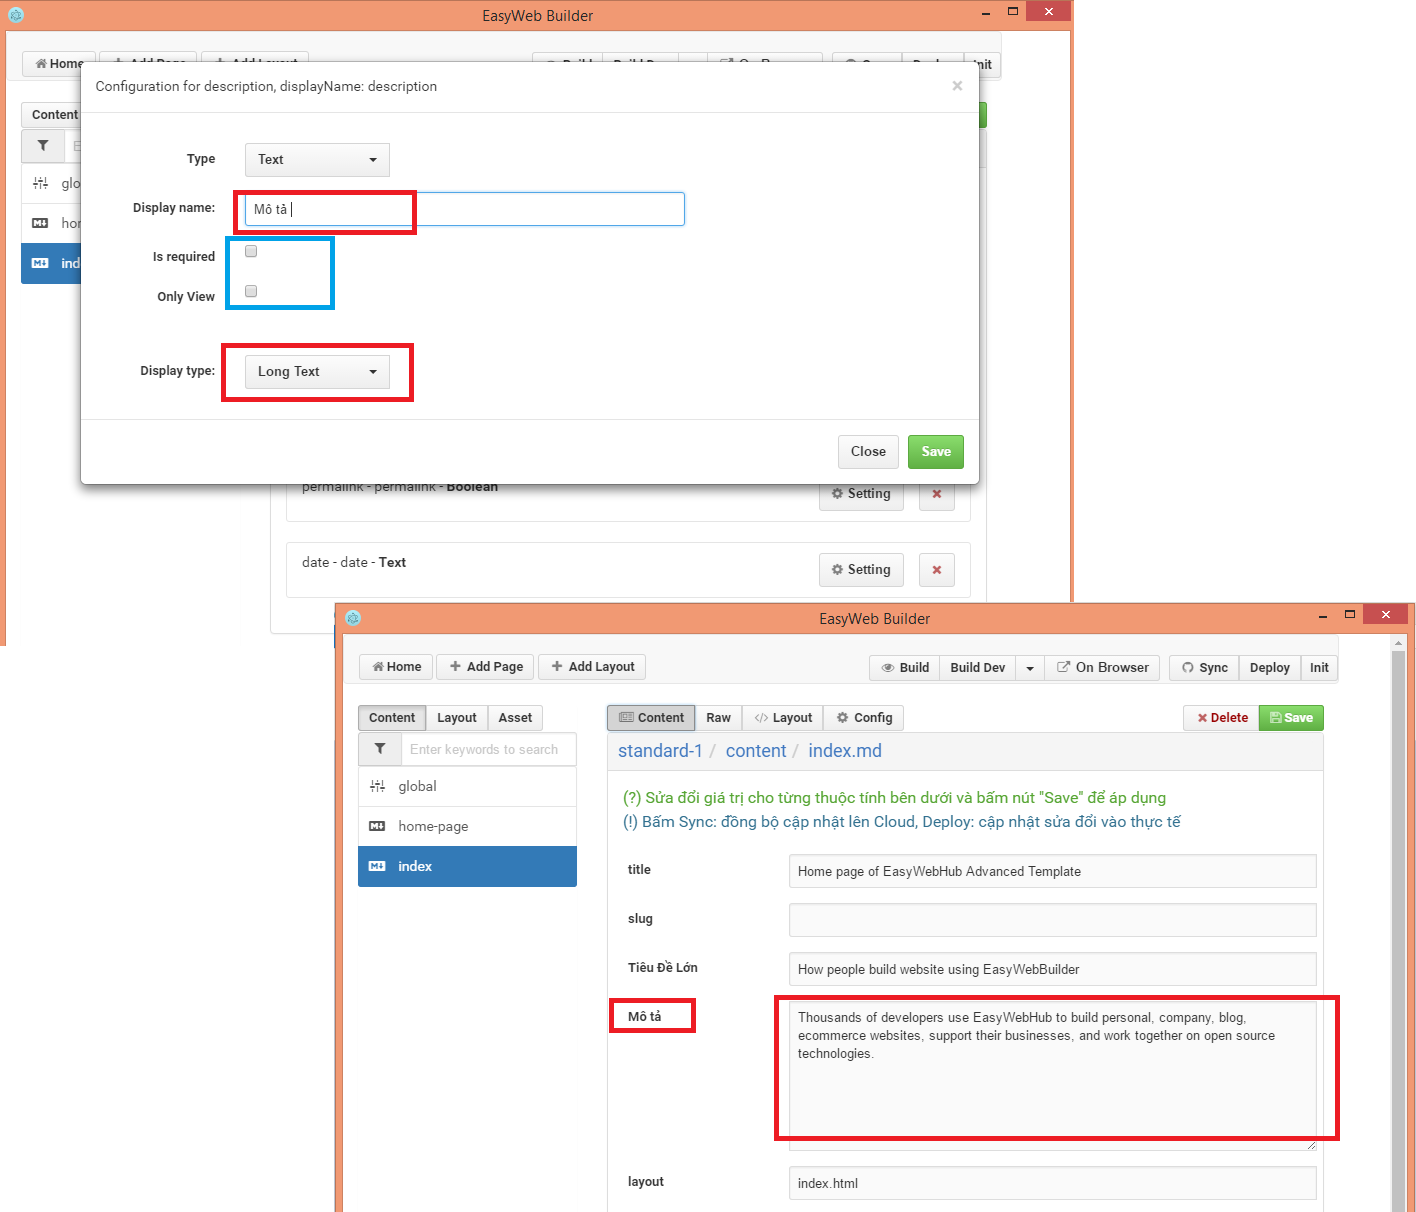 EasyWeb Builder
Home
Add Page
Add Layout
Build
On
Configuration for description, displayName: description
Content
Type
Text
Display name:
Mô tả
Is required
Only View
Display type:
Long Text
Close
Save
permalink - permalink - Boolean
Setting
date - date - Text
Setting
EasyWeb Builder
Home
Add Page
Add Layout
Build
Build Dev
On Browser
Sync
Deploy
Init
Content
Layout
Asset
Content
Raw
Layout
Config
Delete
Save
Enter keywords to search
standard-1 / content / index.md
global
home-page
index
(?) Sửa đổi giá trị cho từng thuộc tính bên dưới và bấm nút "Save" để áp dụng
(!) Bấm Sync: đồng bộ cập nhật lên Cloud, Deploy: cập nhật sửa đổi vào thực tế
title
Home page of EasyWebHub Advanced Template
slug
Tiêu Đề Lớn
How people build website using EasyWebBuilder
Mô tả
Thousands of developers use EasyWebHub to build personal, company, blog,
ecommerce websites, support their businesses, and work together on open source
technologies.
layout
index.html